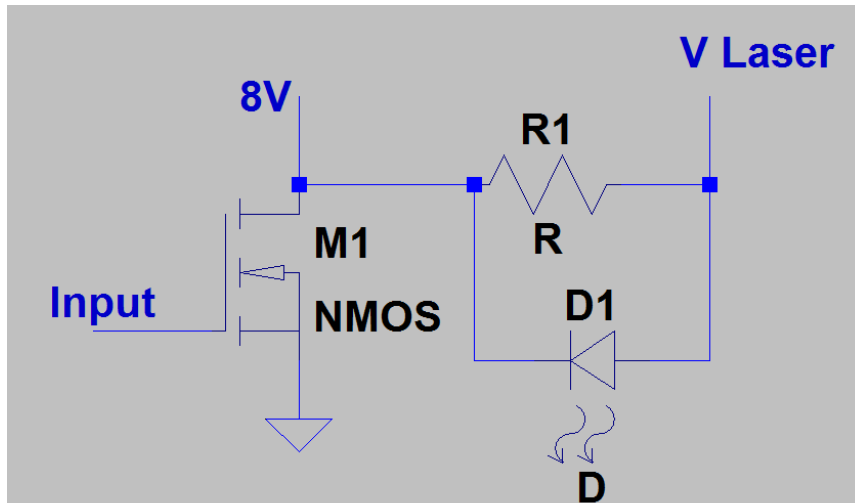 V Laser
8V
R1
R
M1
Input
NMOS
D1
D